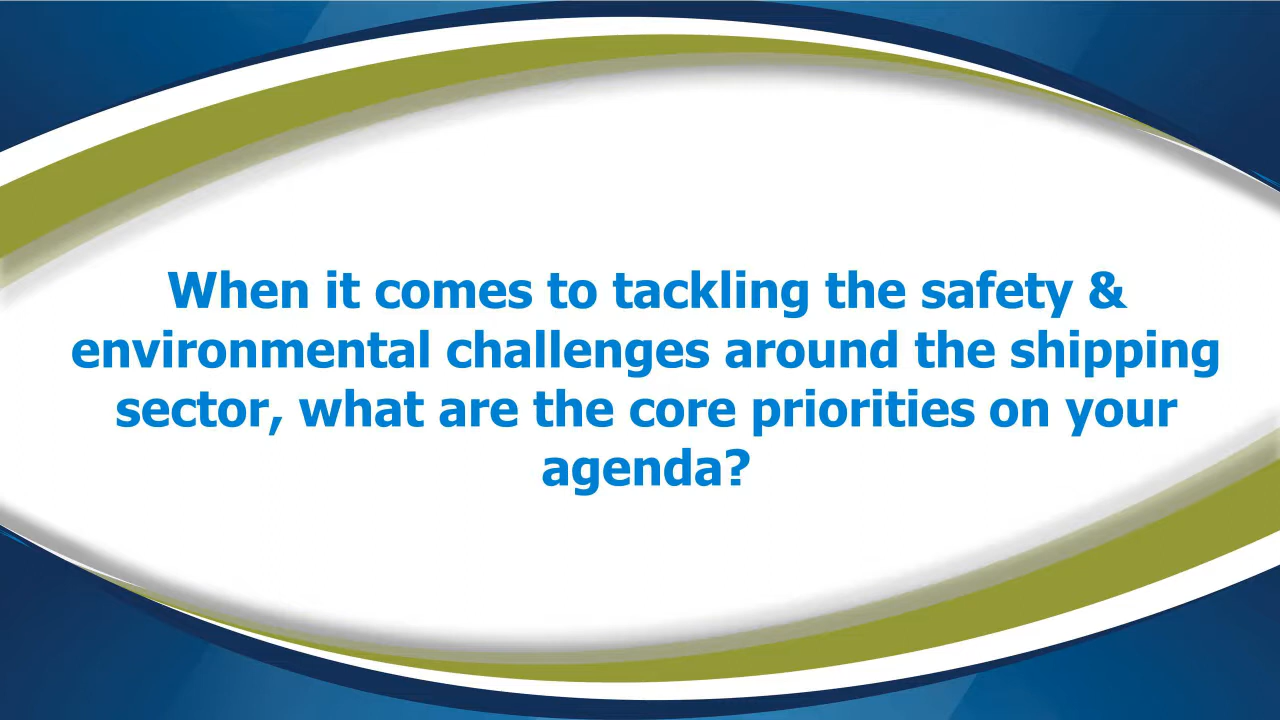 When it comes to tackling the safety &
environmental challenges around the shipping
sector, what are the core priorities on your
agenda?